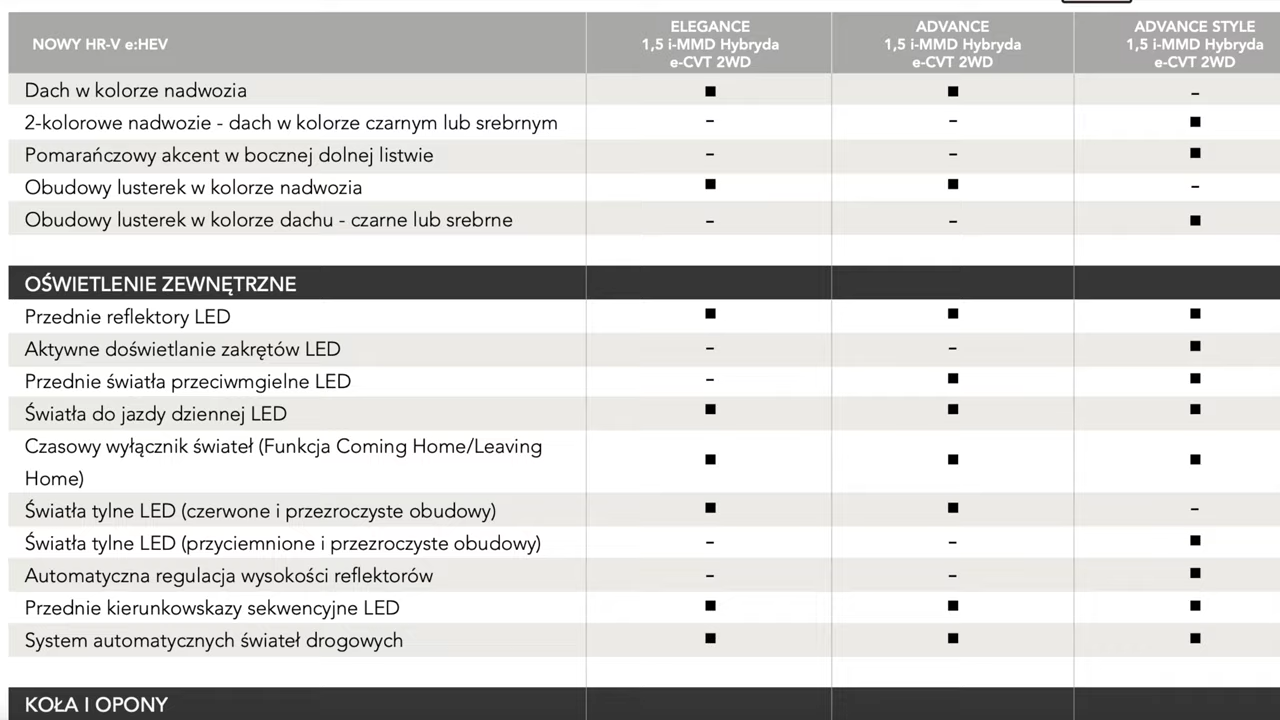 NOWY HR-V e:HEV
ELEGANCE
1,5 i-MMD Hybryda
e-CVT 2WD
ADVANCE
1,5 i-MMD Hybryda
e-CVT 2WD
ADVANCE STYLE
1,5 i-MMD Hybryda
e-CVT 2WD
Dach w kolorze nadwozia ■ ■ –
2-kolorowe nadwozie - dach w kolorze czarnym lub srebrnym – – ■
Pomarańczowy akcent w bocznej dolnej listwie – – ■
Obudowy lusterek w kolorze nadwozia ■ ■ –
Obudowy lusterek w kolorze dachu - czarne lub srebrne – – ■
OŚWIETLENIE ZEWNĘTRZNE
Przednie reflektory LED ■ ■ ■
Aktywne doświetlanie zakrętów LED – – ■
Przednie światła przeciwmgielne LED – ■ ■
Światła do jazdy dziennej LED ■ ■ ■
Czasowy wyłącznik świateł (Funkcja Coming Home/Leaving
Home) ■ ■ ■
Światła tylne LED (czerwone i przezroczyste obudowy) ■ ■ –
Światła tylne LED (przyciemnione i przezroczyste obudowy) – – ■
Automatyczna regulacja wysokości reflektorów – – ■
Przednie kierunkowskazy sekwencyjne LED ■ ■ ■
System automatycznych świateł drogowych ■ ■ ■
KOŁA I OPONY